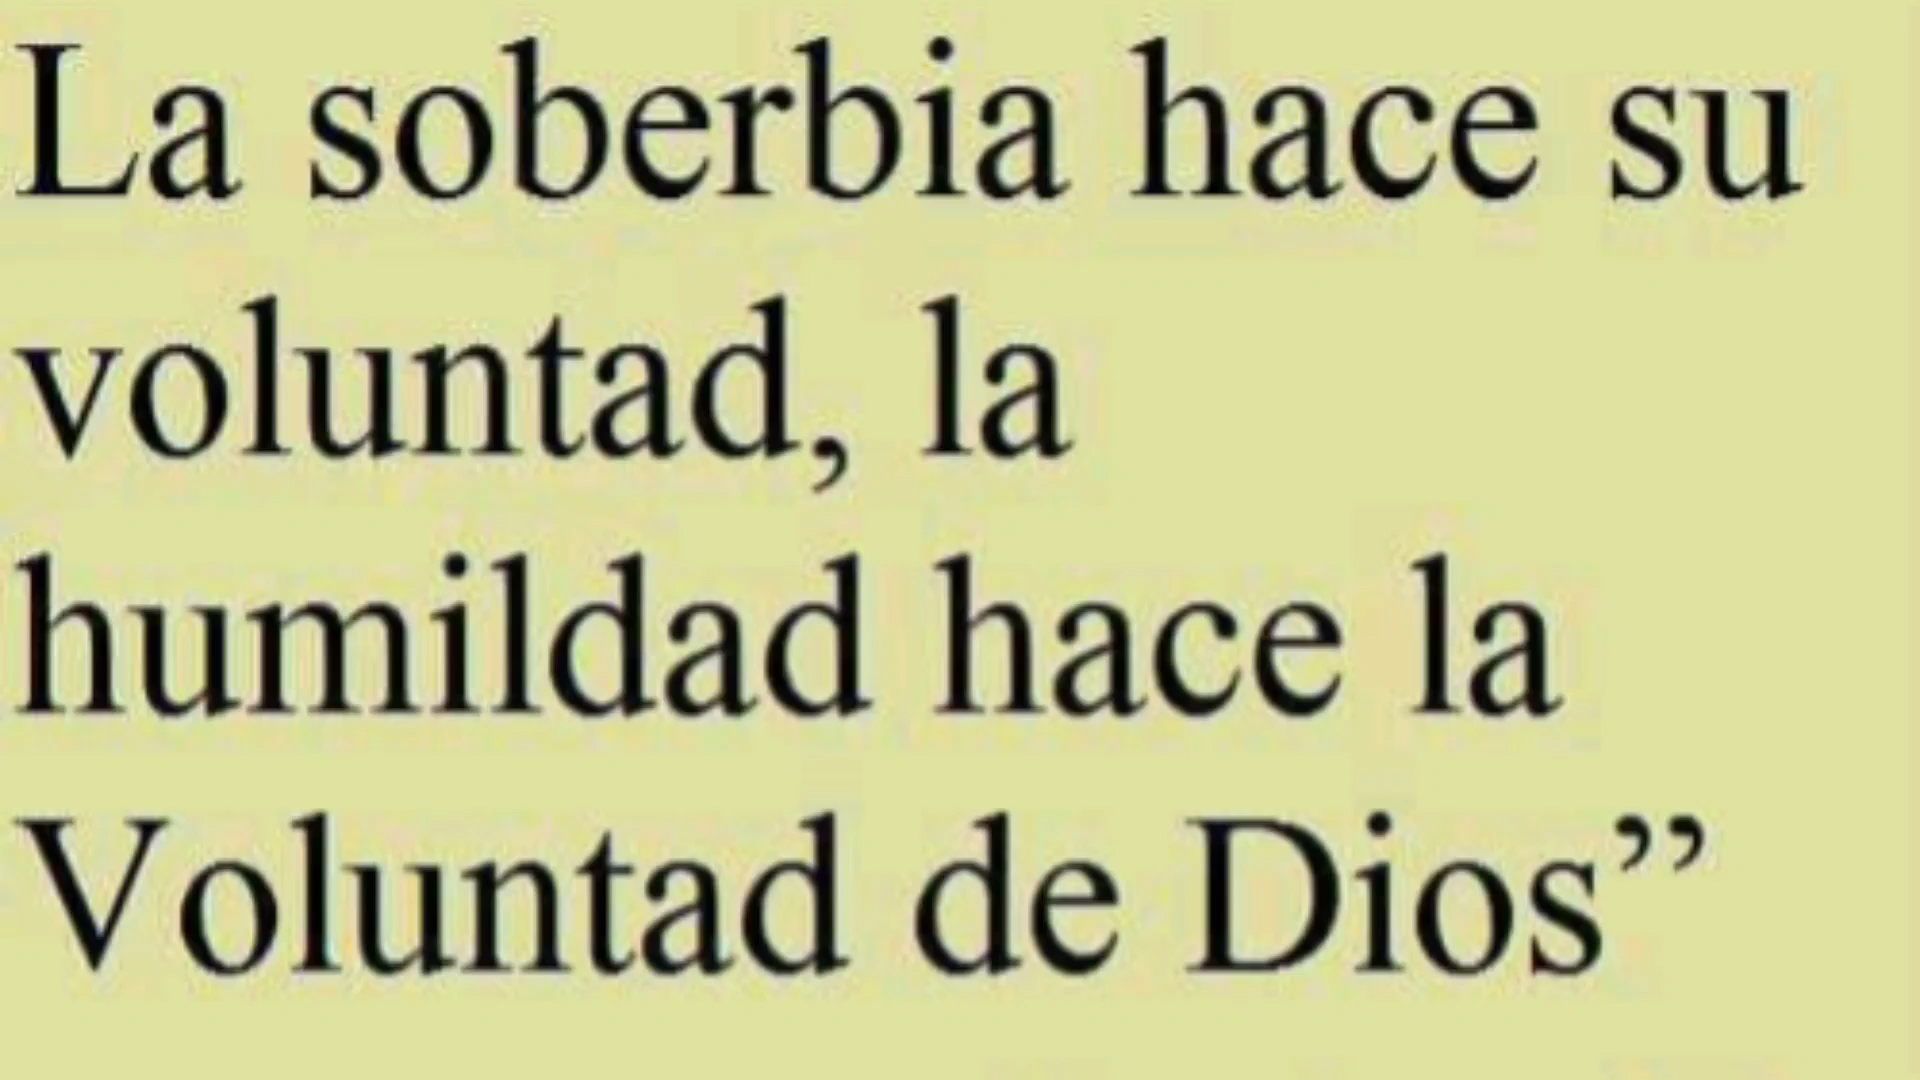 La soberbia hace su
voluntad, la
humildad hace la
Voluntad de Dios”